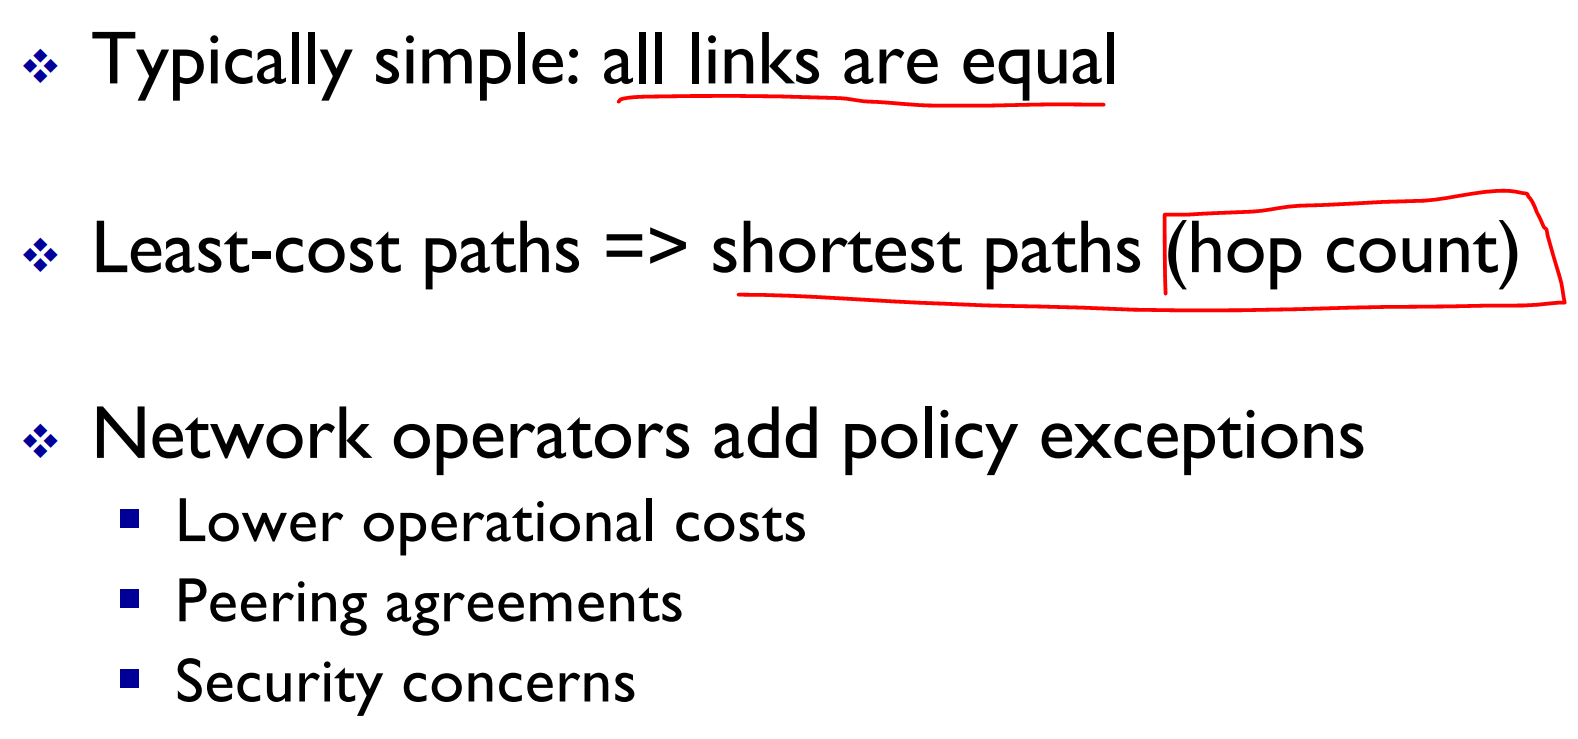 Typically simple: all links are equal
Least-cost paths => shortest paths (hop count)
Network operators add policy exceptions
Lower operational costs
Peering agreements
Security concerns